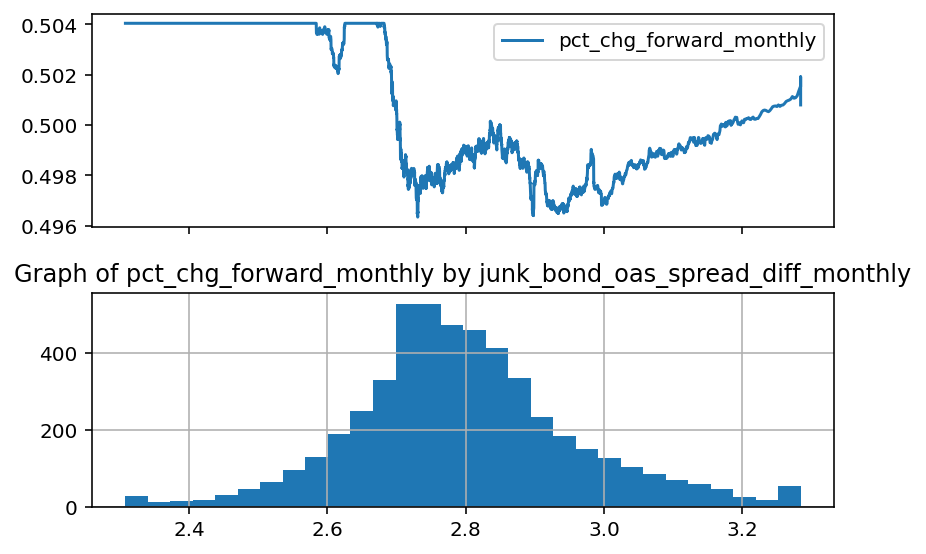 0.504
pct_chg_forward_monthly
0.502
0.500
0.498
0.496
Graph of pct_chg_forward_monthly by junk_bond_oas_spread_diff_monthly
400
200
0
2.4 2.6 2.8 3.0 3.2